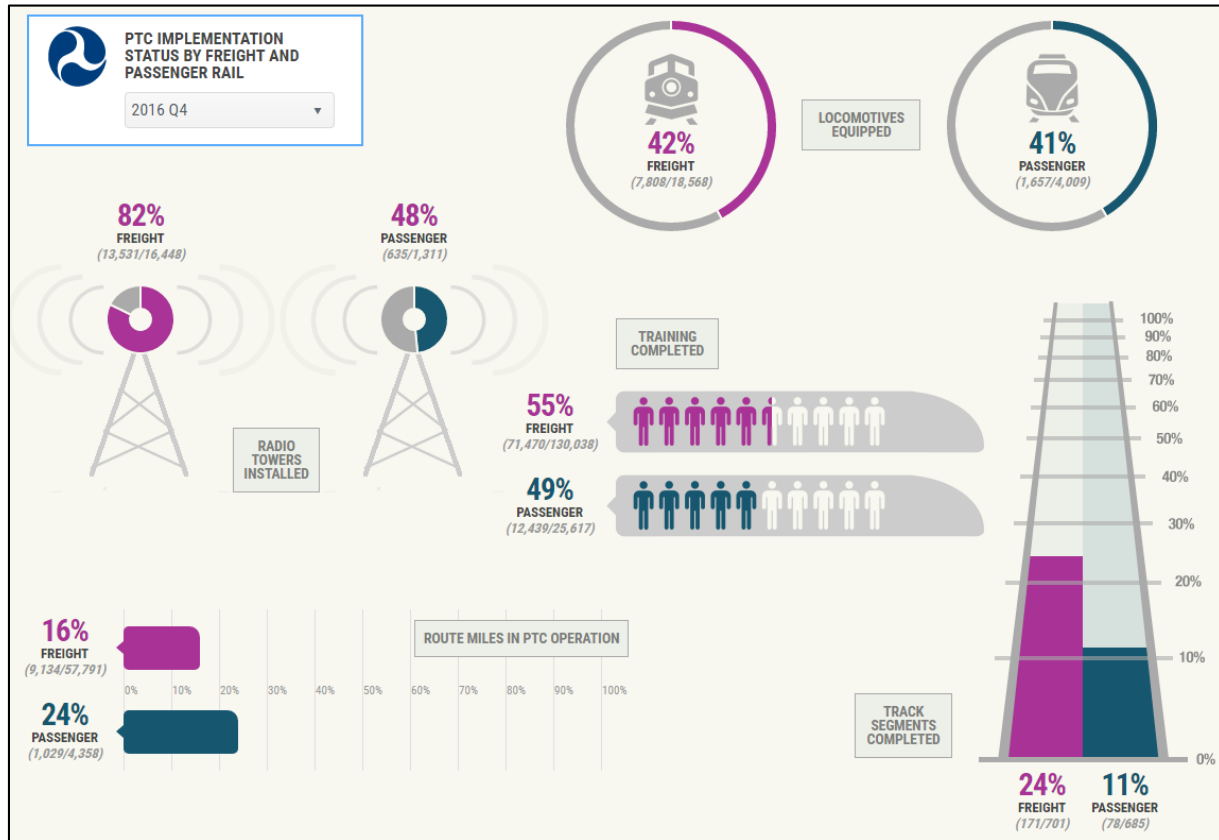 PTC IMPLEMENTATION
STATUS BY FREIGHT AND
PASSENGER RAIL
2016 Q4
42%
FREIGHT
(7,808/18,568)
LOCOMOTIVES
EQUIPPED
41%
PASSENGER
(1,657/4,009)
82%
FREIGHT
(13,531/16,448)
48%
PASSENGER
(635/1,311)
RADIO
TOWERS
INSTALLED
TRAINING
COMPLETED
55%
FREIGHT
(71,470/130,038)
49%
PASSENGER
(12,439/25,617)
100%
90%
80%
70%
60%
50%
40%
30%
20%
10%
0%
TRACK
SEGMENTS
COMPLETED
24%
FREIGHT
(171/701)
11%
PASSENGER
(78/685)
ROUTE MILES IN PTC OPERATION
16%
FREIGHT
(9,134/57,791)
0% 10% 20% 30% 40% 50% 60% 70% 80% 90% 100%
24%
PASSENGER
(1,029/4,358)